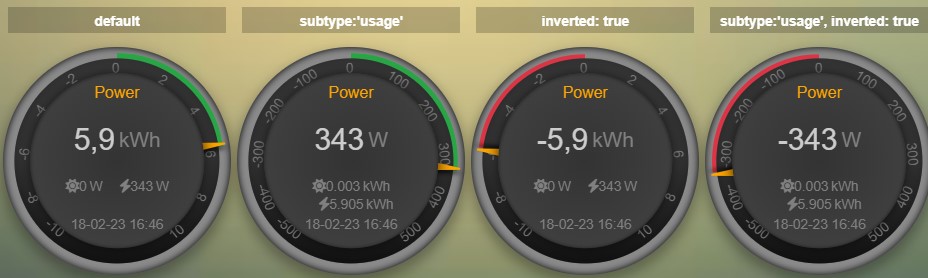 default
-10 -8 -6 -4 -2 0 2 4 6 8 10
Power
5,9 kWh
0 W 343 W
18-02-23 16:46
subtype:'usage'
-500 -400 -300 -200 -100 0 100 200 300 400 500
Power
343 W
0.003 kWh
5.905 kWh
18-02-23 16:46
inverted: true
-10 -8 -4 -2 0 2 4 6 8 10
Power
-5,9 kWh
0 W 343 W
18-02-23 16:46
subtype:'usage', inverted: true
-500 -400 -300 -200 -100 0 100 200 300 400 500
Power
-343 W
0.003 kWh
5.905 kWh
18-02-23 16:46